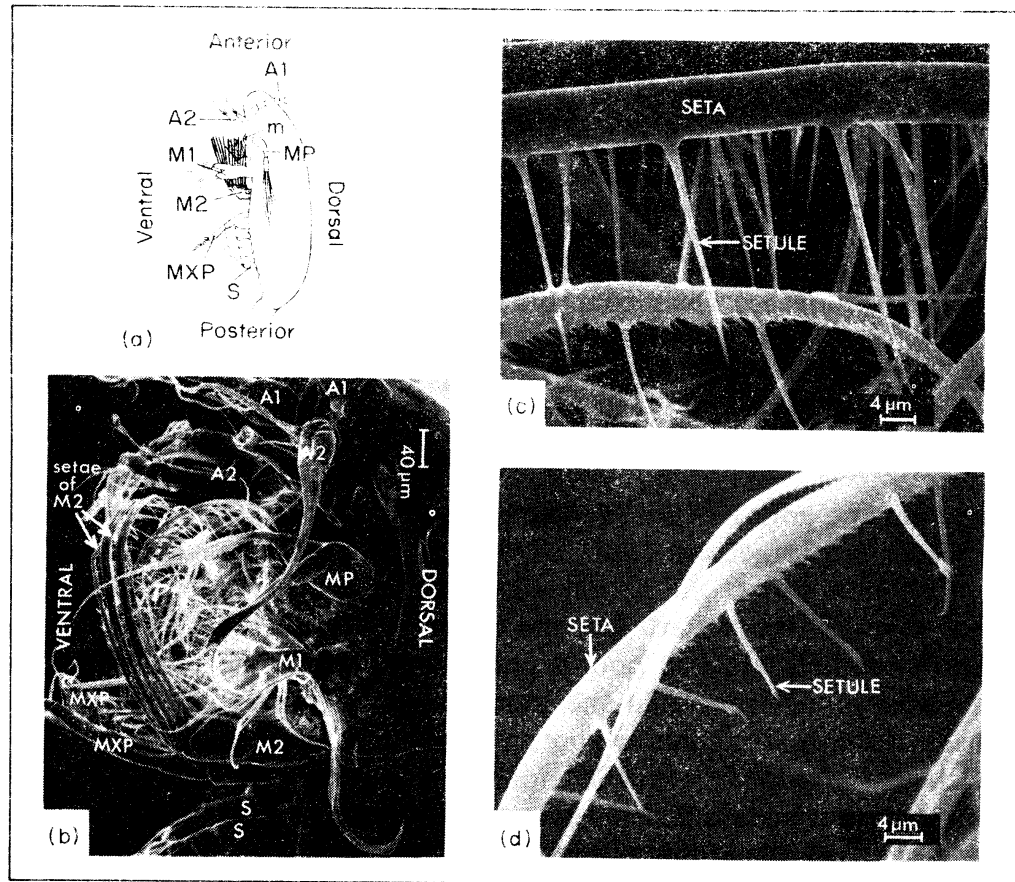 Anterior
A1
A2
m
M1
MP
M2
Ventral
Dorsal
MXP
S
Posterior
(a)
A1
A1
40 μm
A2
setae
of
M2
VENTRAL
MP
DORSAL
M1
MXP
MXP
M2
S
S
(b)
SETA
SETULE
4 μm
(c)
SETA
SETULE
4 μm
(d)